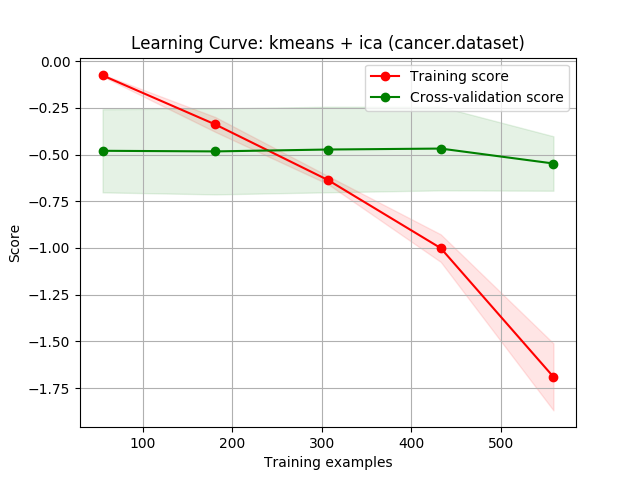 Learning Curve: kmeans + ica (cancer.dataset)
Training score
Cross-validation score
0.00
−0.25
−0.50
−0.75
−1.00
−1.25
−1.50
−1.75
Score
100 200 300 400 500
Training examples